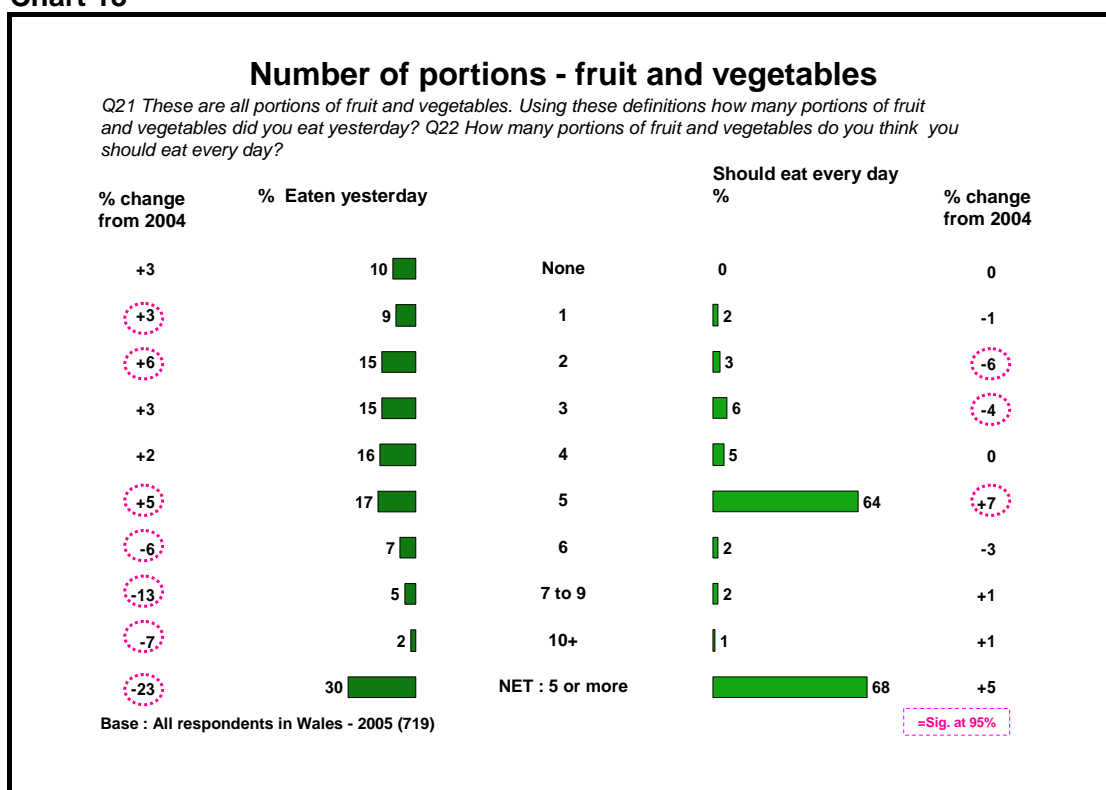 Chart 18
Number of portions - fruit and vegetables
Q21 These are all portions of fruit and vegetables. Using these definitions how many portions of fruit
and vegetables did you eat yesterday? Q22 How many portions of fruit and vegetables do you think you
should eat every day?
% change
from 2004
% Eaten yesterday
Should eat every day
%
% change
from 2004
+3 10 None 0 0
+3 9 1 2 -1
+6 15 2 3 -6
+3 15 3 6 -4
+2 16 4 5 0
+5 17 5 64 +7
-6 7 6 2 -3
-13 5 7 to 9 2 +1
-7 2 10+ 1 +1
-23 30 NET : 5 or more 68 +5
Base : All respondents in Wales - 2005 (719)
=Sig. at 95%